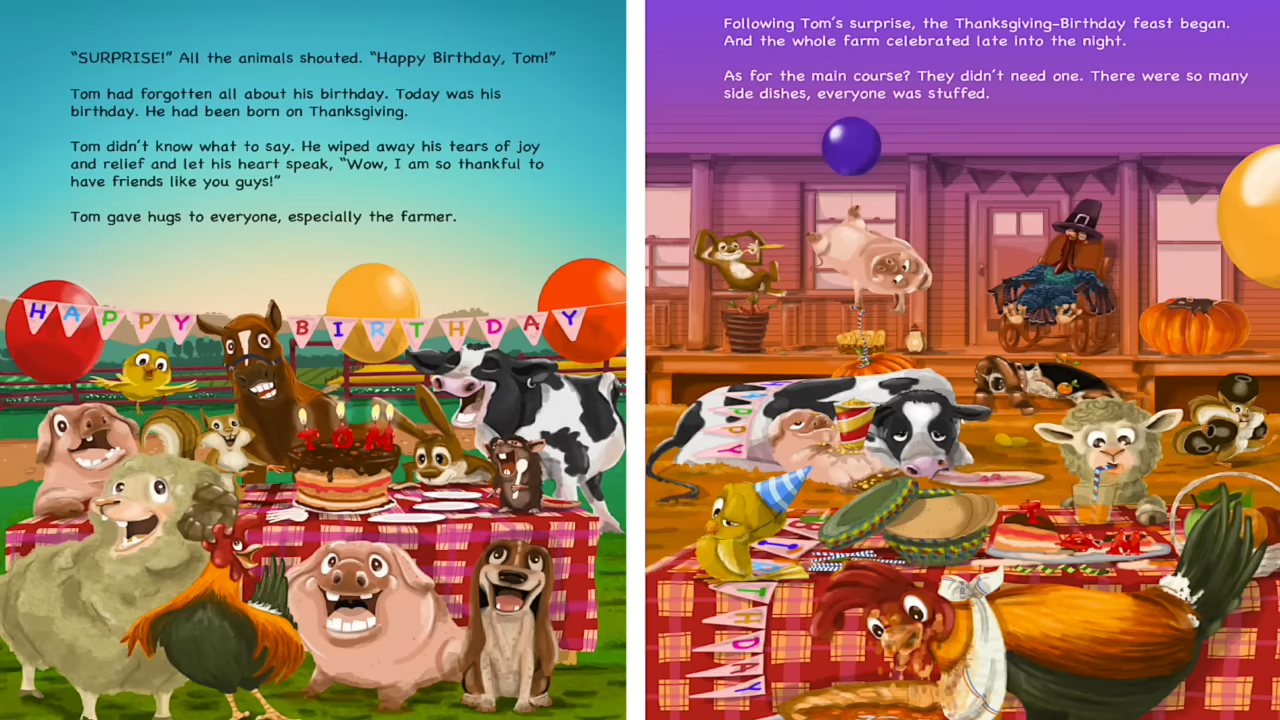 “SURPRISE!” All the animals shouted. “Happy Birthday, Tom!”
Tom had forgotten all about his birthday. Today was his
birthday. He had been born on Thanksgiving.
Tom didn’t know what to say. He wiped away his tears of joy
and relief and let his heart speak, “Wow, I am so thankful to
have friends like you guys!”
Tom gave hugs to everyone, especially the farmer.
HAPPY BIRTHDAY
TOM
Following Tom’s surprise, the Thanksgiving-Birthday feast began.
And the whole farm celebrated late into the night.
As for the main course? They didn’t need one. There were so many
side dishes, everyone was stuffed.
HAPPY
THDAY